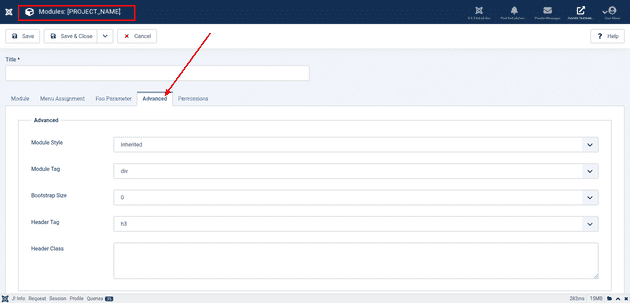 Modules: [PROJECT_NAME]
Save
Save & Close
Cancel
Help
Title *
Module
Menu Assignment
Foo Parameter
Advanced
Permissions
Advanced
Module Style
Inherited
Module Tag
div
Bootstrap Size
0
Header Tag
h3
Header Class
J! Info Request Session Profile Queries
283ms 15MB